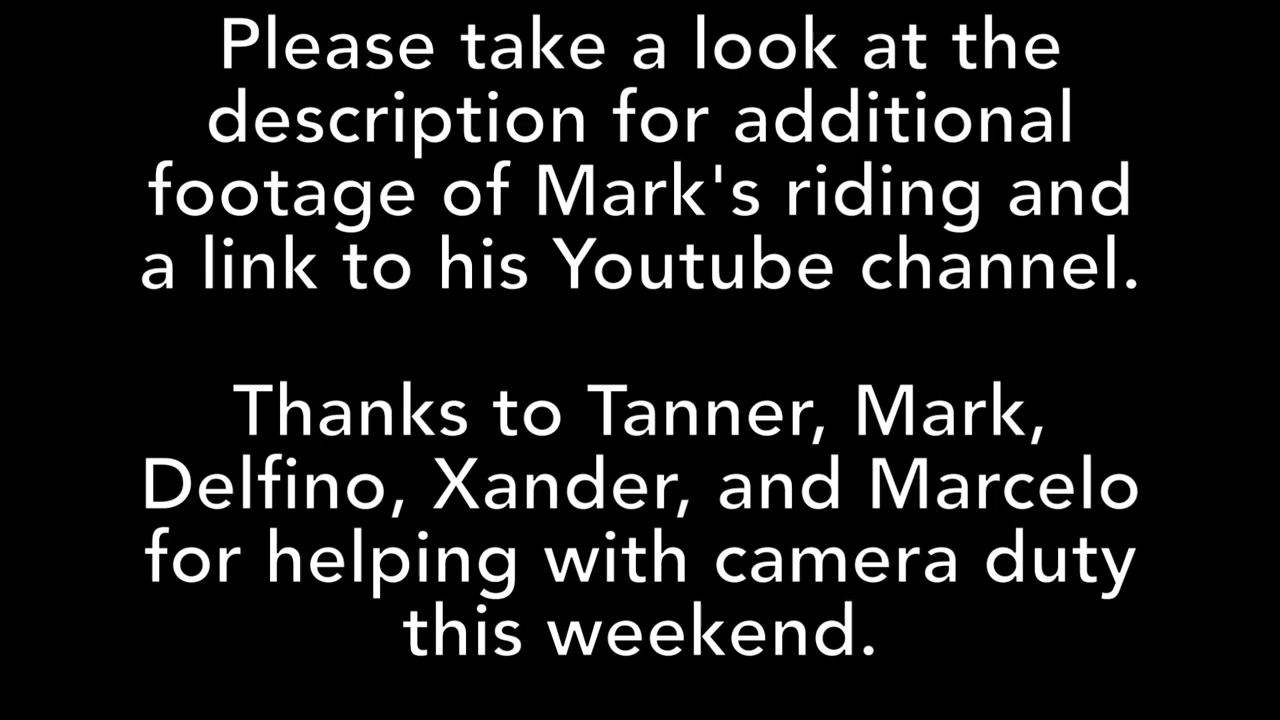 Please take a look at the
description for additional
footage of Mark's riding and
a link to his Youtube channel.
Thanks to Tanner, Mark,
Delfino, Xander, and Marcelo
for helping with camera duty
this weekend.